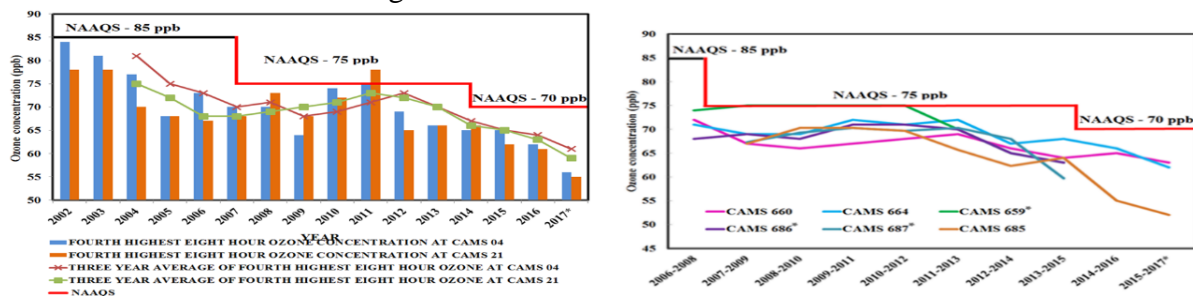 90
85
80
75
70
65
60
55
50
Ozone concentration (ppb)
NAAQS - 85 ppb
NAAQS - 75 ppb
NAAQS - 70 ppb
2002
2003
2004
2005
2006
2007
2008
2009
2010
2011
2012
2013
2014
2015
2016
2017*
YEAR
FOURTH HIGHEST EIGHT HOUR OZONE CONCENTRATION AT CAMS 04
FOURTH HIGHEST EIGHT HOUR OZONE CONCENTRATION AT CAMS 21
THREE YEAR AVERAGE OF FOURTH HIGHEST EIGHT HOUR OZONE AT CAMS 04
THREE YEAR AVERAGE OF FOURTH HIGHEST EIGHT HOUR OZONE AT CAMS 21
NAAQS
90
85
80
75
70
65
60
55
50
45
Ozone concentration (ppb)
NAAQS - 85 ppb
NAAQS - 75 ppb
NAAQS - 70 ppb
CAMS 660
CAMS 664
CAMS 659*
CAMS 686*
CAMS 687*
CAMS 685
2006-2008
2007-2009
2008-2010
2009-2011
2010-2012
2011-2013
2012-2014
2013-2015
2014-2016
2015-2017*